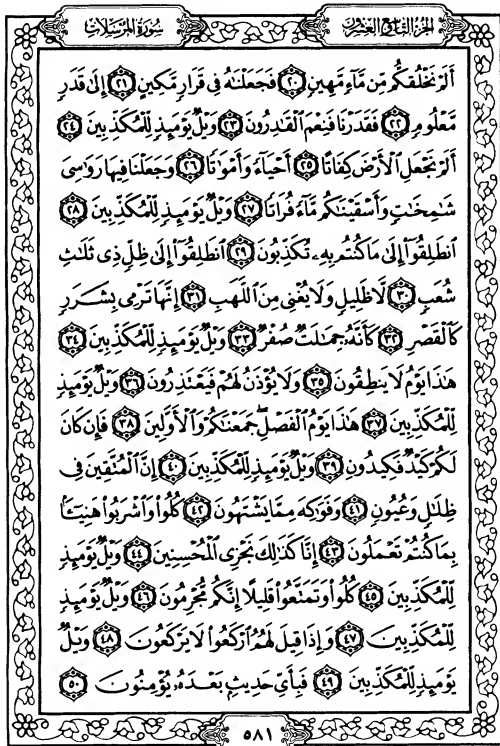 سُورَةُ المُرْسَلَات
الجزء التاسع والعشرون
أَلَمْ نَخْلُقكُّم مِّن مَّآءٍ مَّهِينٍ ٢٠ فَجَعَلْنَٰهُ فِى قَرَارٍ مَّكِينٍ ٢١ إِلَىٰ قَدَرٍ
مَّعْلُومٍ ٢٢ فَقَدَرْنَا فَنِعْمَ ٱلْقَٰدِرُونَ ٢٣ وَيْلٌ يَوْمَئِذٍ لِّلْمُكَذِّبِينَ ٢٤
أَلَمْ نَجْعَلِ ٱلْأَرْضَ كِفَاتًا ٢٥ أَحْيَآءً وَأَمْوَٰتًا ٢٦ وَجَعَلْنَا فِيهَا رَوَٰسِىَ
شَٰمِخَٰتٍ وَأَسْقَيْنَٰكُم مَّآءً فُرَاتًا ٢٧ وَيْلٌ يَوْمَئِذٍ لِّلْمُكَذِّبِينَ ٢٨
ٱنطَلِقُوٓا۟ إِلَىٰ مَا كُنتُم بِهِۦ تُكَذِّبُونَ ٢٩ ٱنطَلِقُوٓا۟ إِلَىٰ ظِلٍّ ذِى ثَلَٰثِ
شُعَبٍ ٣٠ لَّا ظَلِيلٍ وَلَا يُغْنِى مِنَ ٱللَّهَبِ ٣١ إِنَّهَا تَرْمِى بِشَرَرٍ
كَٱلْقَصْرِ ٣٢ كَأَنَّهُۥ جِمَٰلَتٌ صُفْرٌ ٣٣ وَيْلٌ يَوْمَئِذٍ لِّلْمُكَذِّبِينَ ٣٤
هَٰذَا يَوْمُ لَا يَنطِقُونَ ٣٥ وَلَا يُؤْذَنُ لَهُمْ فَيَعْتَذِرُونَ ٣٦ وَيْلٌ يَوْمَئِذٍ
لِّلْمُكَذِّبِينَ ٣٧ هَٰذَا يَوْمُ ٱلْفَصْلِ ۖ جَمَعْنَٰكُمْ وَٱلْأَوَّلِينَ ٣٨ فَإِن كَانَ
لَكُمْ كَيْدٌ فَكِيدُونِ ٣٩ وَيْلٌ يَوْمَئِذٍ لِّلْمُكَذِّبِينَ ٤٠ إِنَّ ٱلْمُتَّقِينَ فِى
ظِلَٰلٍ وَعُيُونٍ ٤١ وَفَوَٰكِهَ مِمَّا يَشْتَهُونَ ٤٢ كُلُوا۟ وَٱشْرَبُوا۟ هَنِيٓـًٔۢا
بِمَا كُنتُمْ تَعْمَلُونَ ٤٣ إِنَّا كَذَٰلِكَ نَجْزِى ٱلْمُحْسِنِينَ ٤٤ وَيْلٌ يَوْمَئِذٍ
لِّلْمُكَذِّبِينَ ٤٥ كُلُوا۟ وَتَمَتَّعُوا۟ قَلِيلًا إِنَّكُم مُّجْرِمُونَ ٤٦ وَيْلٌ يَوْمَئِذٍ
لِّلْمُكَذِّبِينَ ٤٧ وَإِذَا قِيلَ لَهُمُ ٱرْكَعُوا۟ لَا يَرْكَعُونَ ٤٨ وَيْلٌ
يَوْمَئِذٍ لِّلْمُكَذِّبِينَ ٤٩ فَبِأَىِّ حَدِيثٍۭ بَعْدَهُۥ يُؤْمِنُونَ ٥٠
٥٨١